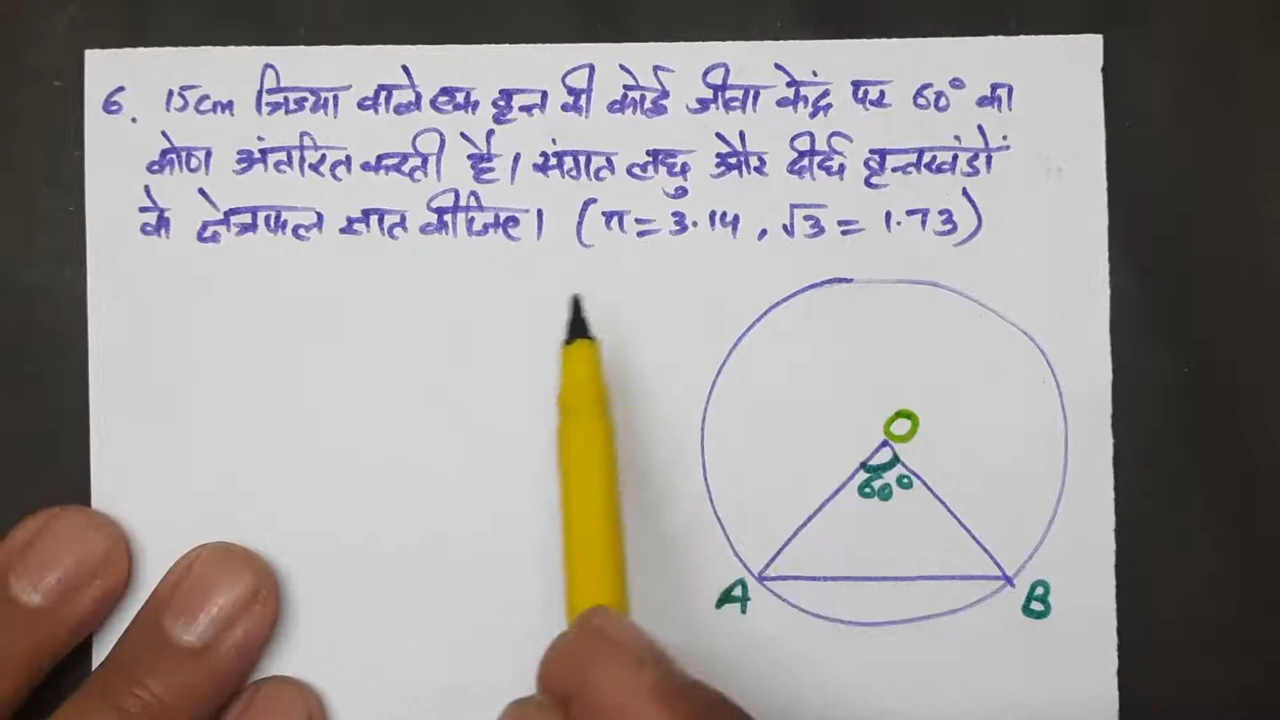 6. 15cm त्रिज्या वाले एक वृत्त की कोई जीवा केंद्र पर 60° का
कोण अंतरित करती है। संगत लघु और दीर्घ वृत्तखंडों
के क्षेत्रफल ज्ञात कीजिए। (π=3.14, √3 = 1.73)
O
60°
A
B